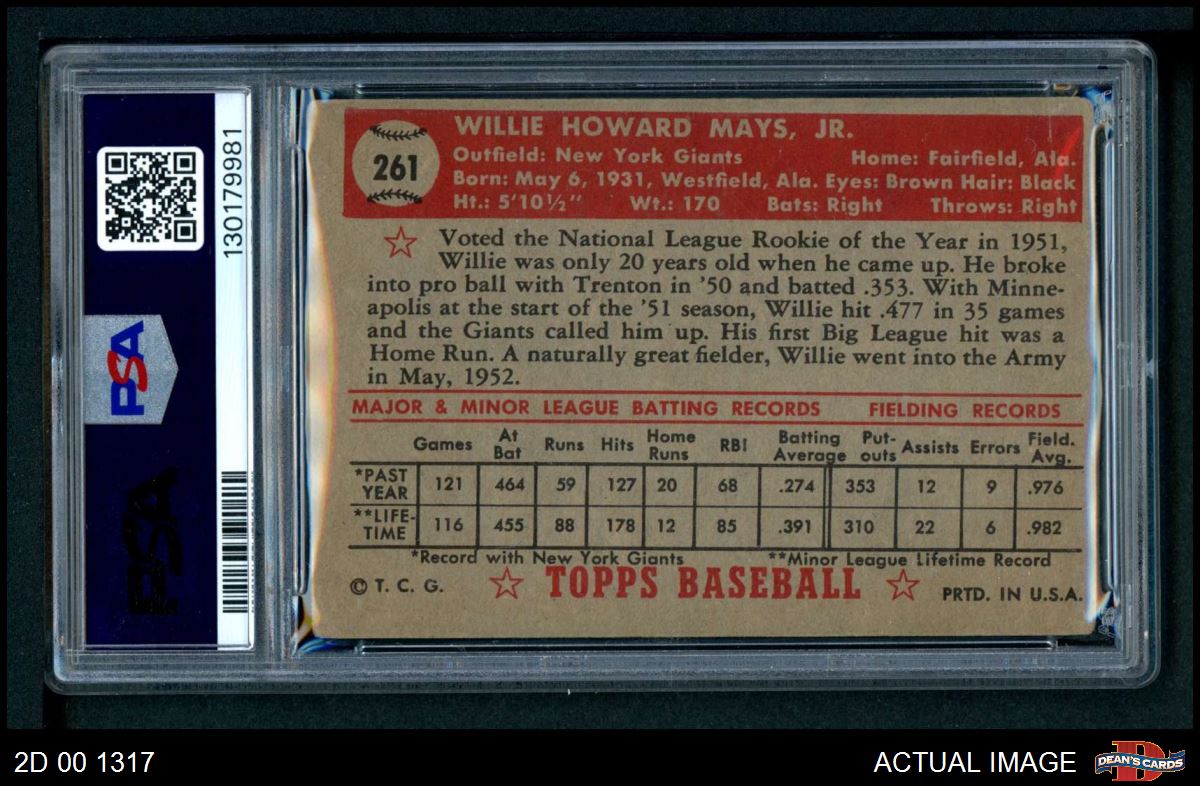 130179981
PSA
PSA
261
WILLIE HOWARD MAYS, JR.
Outfield: New York Giants Home: Fairfield, Ala.
Born: May 6, 1931, Westfield, Ala. Eyes: Brown Hair: Black
Ht.: 5'10½" Wt.: 170 Bats: Right Throws: Right
Voted the National League Rookie of the Year in 1951,
Willie was only 20 years old when he came up. He broke
into pro ball with Trenton in '50 and batted .353. With Minne-
apolis at the start of the '51 season, Willie hit .477 in 35 games
and the Giants called him up. His first Big League hit was a
Home Run. A naturally great fielder, Willie went into the Army
in May, 1952.
MAJOR & MINOR LEAGUE BATTING RECORDS FIELDING RECORDS
Games At Bat Runs Hits Home Runs RBI Batting Average Put-outs Assists Errors Field. Avg.
*PAST YEAR 121 464 59 127 20 68 .274 353 12 9 .976
**LIFE-TIME 116 455 88 178 12 85 .391 310 22 6 .982
*Record with New York Giants **Minor League Lifetime Record
© T. C. G. TOPPS BASEBALL PRTD. IN U.S.A.
2D 00 1317 ACTUAL IMAGE DEAN'S CARDS